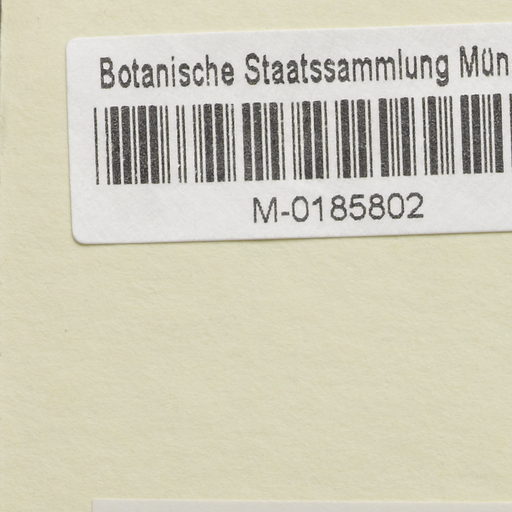 Botanische Staatssammlung Mün
M-0185802